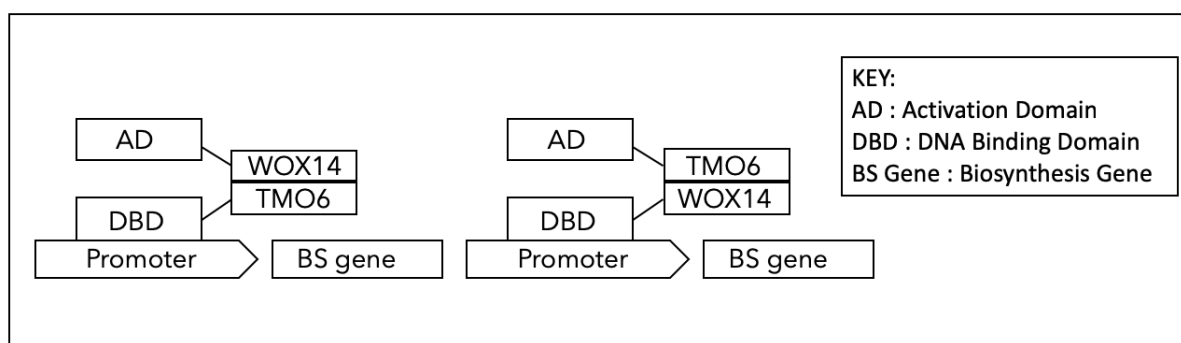 KEY:
AD : Activation Domain
DBD : DNA Binding Domain
BS Gene : Biosynthesis Gene
AD
WOX14
TMO6
DBD
Promoter
BS gene
AD
TMO6
WOX14
DBD
Promoter
BS gene